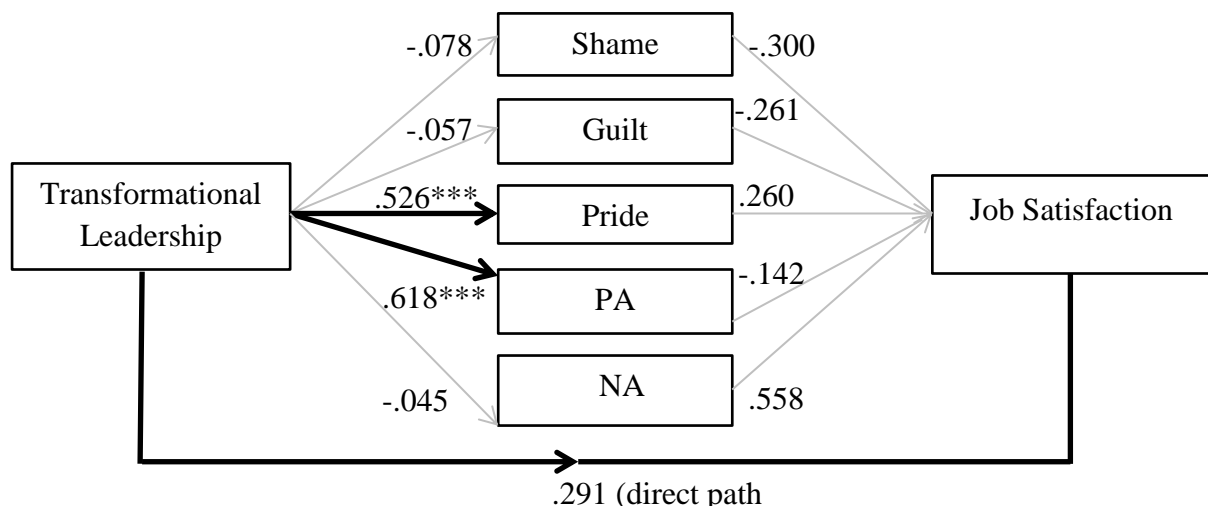 -.078
Shame
-.300
-.057
Guilt
-.261
Transformational
Leadership
.526***
Pride
.260
Job Satisfaction
.618***
PA
-.142
-.045
NA
.558
.291 (direct path